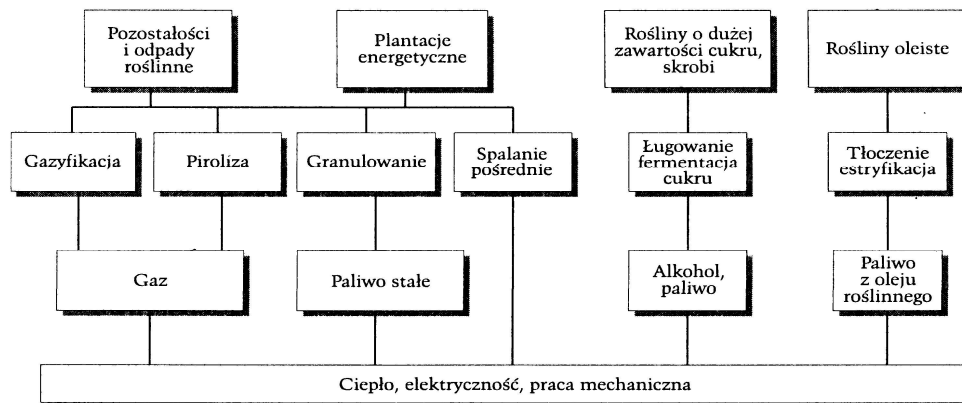 Pozostałości
i odpady
roślinne
Plantacje
energetyczne
Rośliny o dużej
zawartości cukru,
skrobi
Rośliny oleiste
Gazyfikacja
Piroliza
Granulowanie
Spalanie
pośrednie
Ługowanie
fermentacja
cukru
Tłoczenie
estryfikacja
Gaz
Paliwo stałe
Alkohol,
paliwo
Paliwo
z oleju
roślinnego
Ciepło, elektryczność, praca mechaniczna